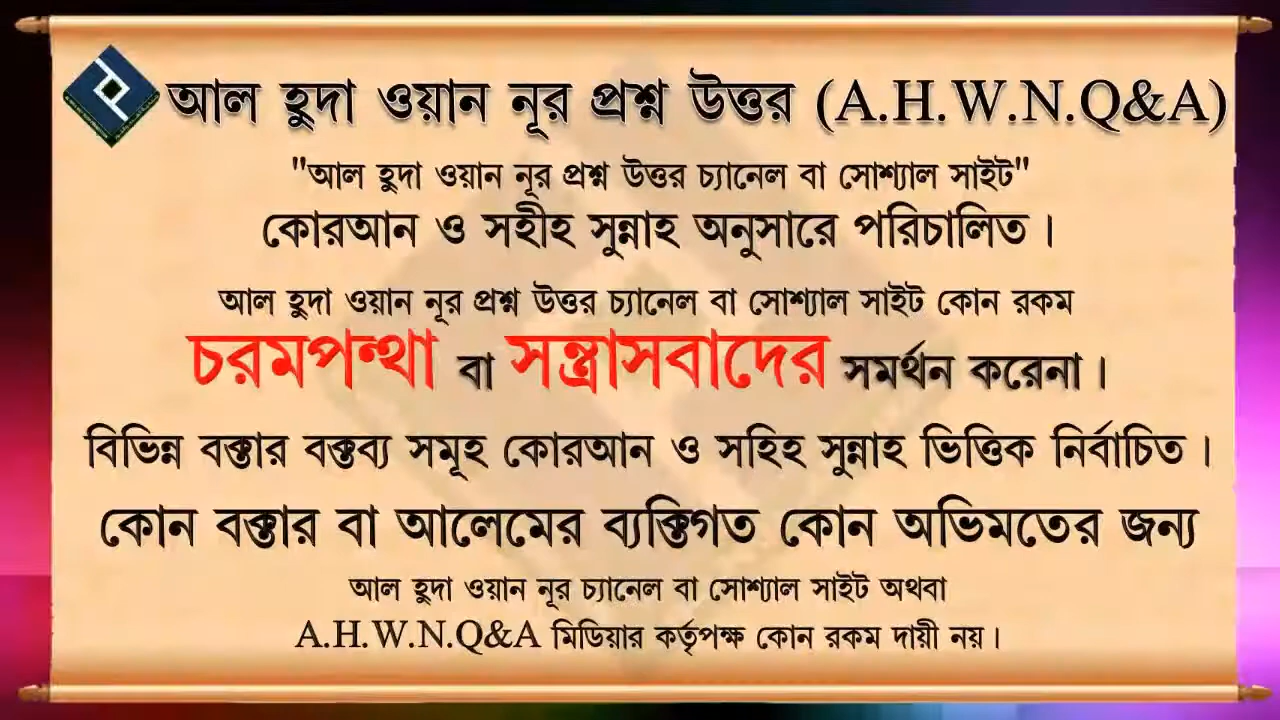 আল হুদা ওয়ান নূর প্রশ্ন উত্তর (A.H.W.N.Q&A)
"আল হুদা ওয়ান নূর প্রশ্ন উত্তর চ্যানেল বা সোশ্যাল সাইট"
কোরআন ও সহীহ সুন্নাহ অনুসারে পরিচালিত।
আল হুদা ওয়ান নূর প্রশ্ন উত্তর চ্যানেল বা সোশ্যাল সাইট কোন রকম
চরমপন্থা বা সন্ত্রাসবাদের সমর্থন করেনা।
বিভিন্ন বক্তার বক্তব্য সমূহ কোরআন ও সহিহ সুন্নাহ ভিত্তিক নির্বাচিত।
কোন বক্তার বা আলেমের ব্যক্তিগত কোন অভিমতের জন্য
আল হুদা ওয়ান নূর চ্যানেল বা সোশ্যাল সাইট অথবা
A.H.W.N.Q&A মিডিয়ার কর্তৃপক্ষ কোন রকম দায়ী নয়।